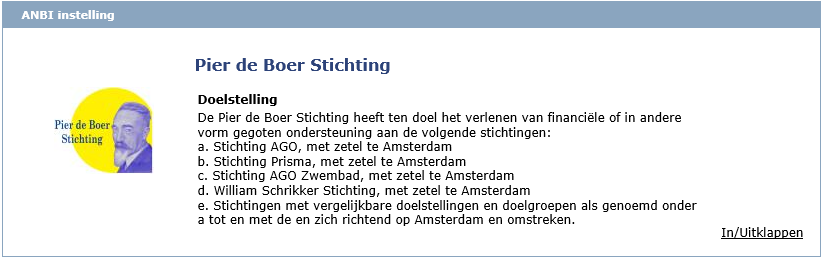 ANBI instelling
Pier de Boer Stichting
Pier de Boer
Stichting
Doelstelling
De Pier de Boer Stichting heeft ten doel het verlenen van financiële of in andere
vorm gegoten ondersteuning aan de volgende stichtingen:
a. Stichting AGO, met zetel te Amsterdam
b. Stichting Prisma, met zetel te Amsterdam
c. Stichting AGO Zwembad, met zetel te Amsterdam
d. William Schrikker Stichting, met zetel te Amsterdam
e. Stichtingen met vergelijkbare doelstellingen en doelgroepen als genoemd onder
a tot en met de en zich richtend op Amsterdam en omstreken.
In/Uitklappen